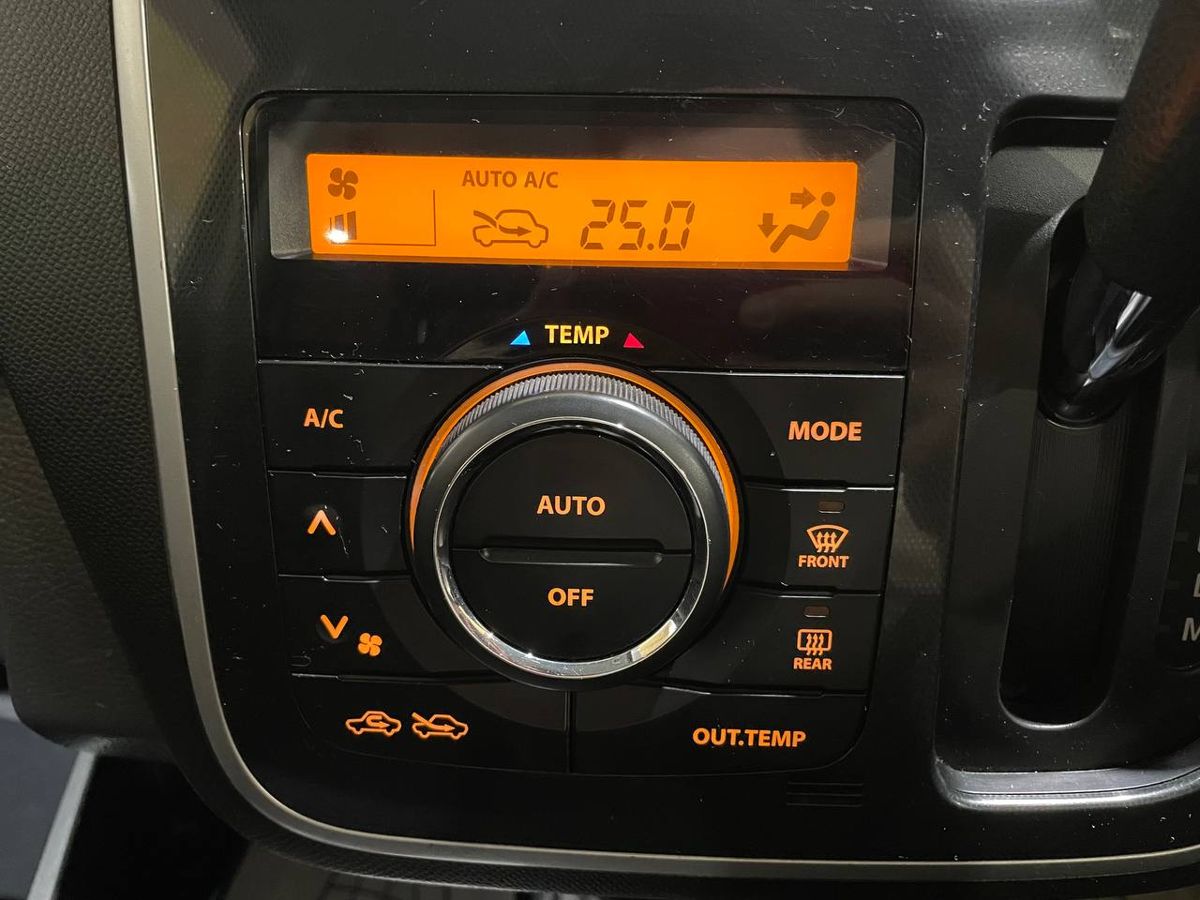 AUTO A/C
25.0
TEMP
A/C
MODE
AUTO
FRONT
OFF
REAR
OUT.TEMP